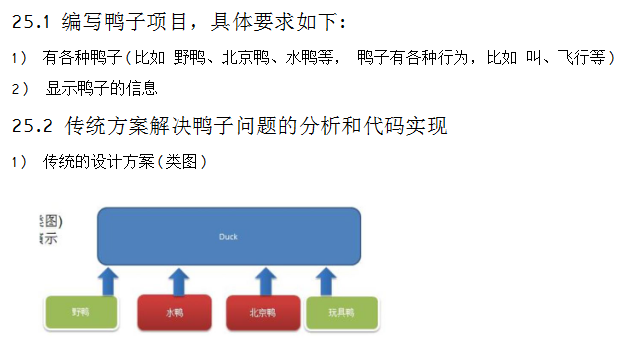 25.1 编写鸭子项目，具体要求如下：
1) 有各种鸭子(比如 野鸭、北京鸭、水鸭等， 鸭子有各种行为，比如 叫、飞行等)
2) 显示鸭子的信息
25.2 传统方案解决鸭子问题的分析和代码实现
1) 传统的设计方案(类图)
类图)
演示
Duck
野鸭 水鸭 北京鸭 玩具鸭